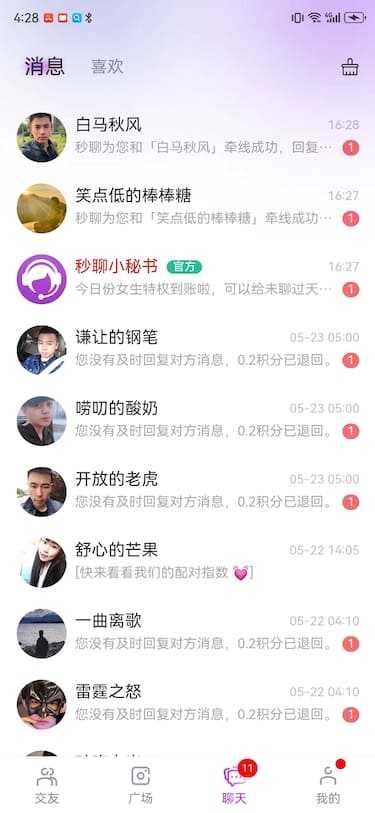 4:28
消息 喜欢
白马秋风 16:28
秒聊为您和「白马秋风」牵线成功，回复… 1
笑点低的棒棒糖 16:27
秒聊为您和「笑点低的棒棒糖」牵线成功… 1
秒聊小秘书 官方 16:27
今日份女生特权到账啦，可以给未聊过天… 1
谦让的钢笔 05-23 05:00
您没有及时回复对方消息，0.2积分已退回。 1
唠叨的酸奶 05-23 05:00
您没有及时回复对方消息，0.2积分已退回。 1
开放的老虎 05-23 05:00
您没有及时回复对方消息，0.2积分已退回。 1
舒心的芒果 05-22 14:05
[快来看看我们的配对指数 💗]
一曲离歌 05-22 04:10
您没有及时回复对方消息，0.2积分已退回。 1
雷霆之怒 05-22 04:10
您没有及时回复对方消息，0.2积分已退回。 1
11
交友 广场 聊天 我的